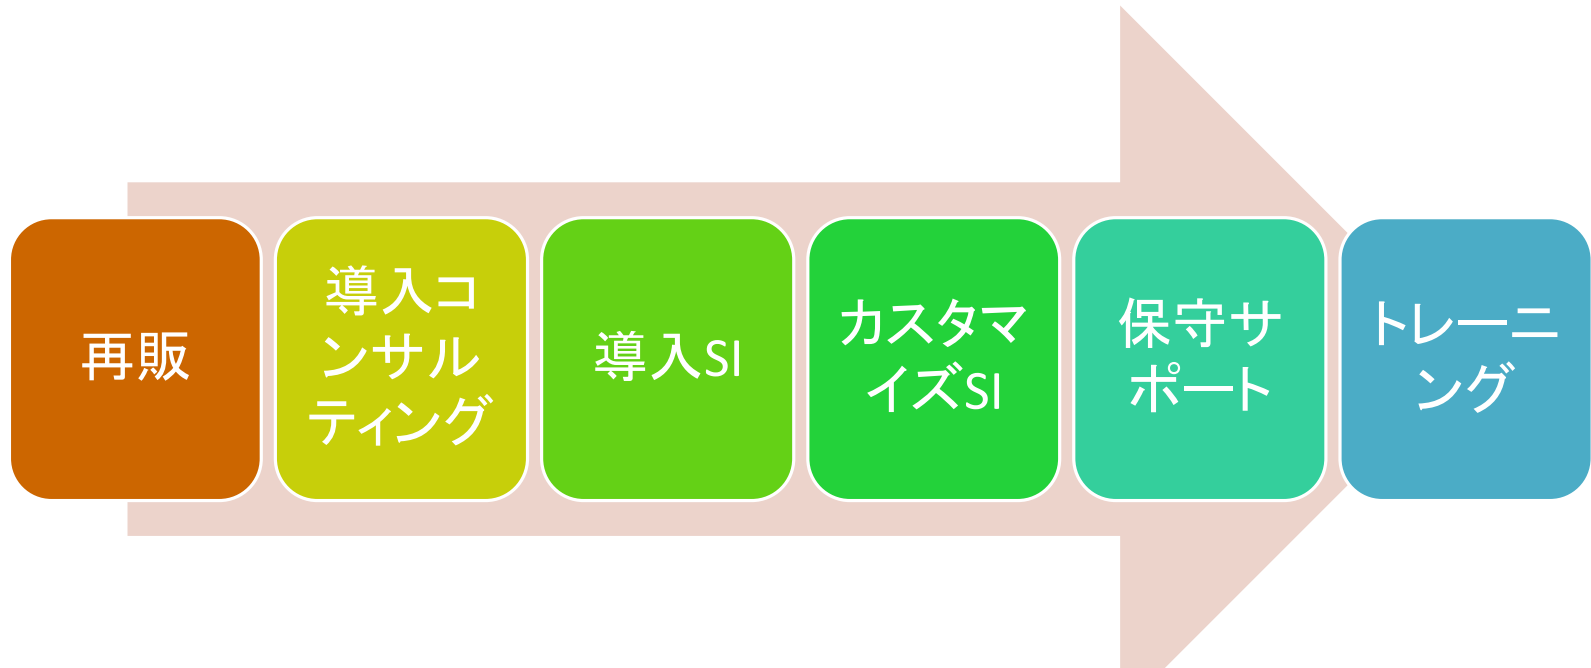 再販
導入コ
ンサル
ティング
導入SI
カスタマ
イズSI
保守サ
ポート
トレーニ
ング